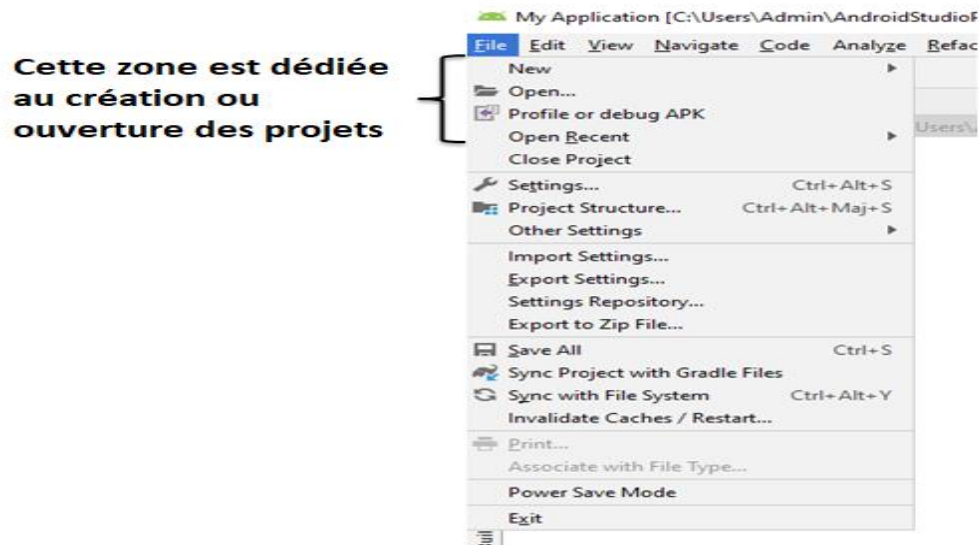 My Application [C:\Users\Admin\AndroidStudioP
File Edit View Navigate Code Analyze Refac
Cette zone est dédiée
au création ou
ouverture des projets
New
Open...
Profile or debug APK
Open Recent
Users\
Close Project
Settings... Ctrl+Alt+S
Project Structure... Ctrl+Alt+Maj+S
Other Settings
Import Settings...
Export Settings...
Settings Repository...
Export to Zip File...
Save All Ctrl+S
Sync Project with Gradle Files
Sync with File System Ctrl+Alt+Y
Invalidate Caches / Restart...
Print...
Associate with File Type...
Power Save Mode
Exit